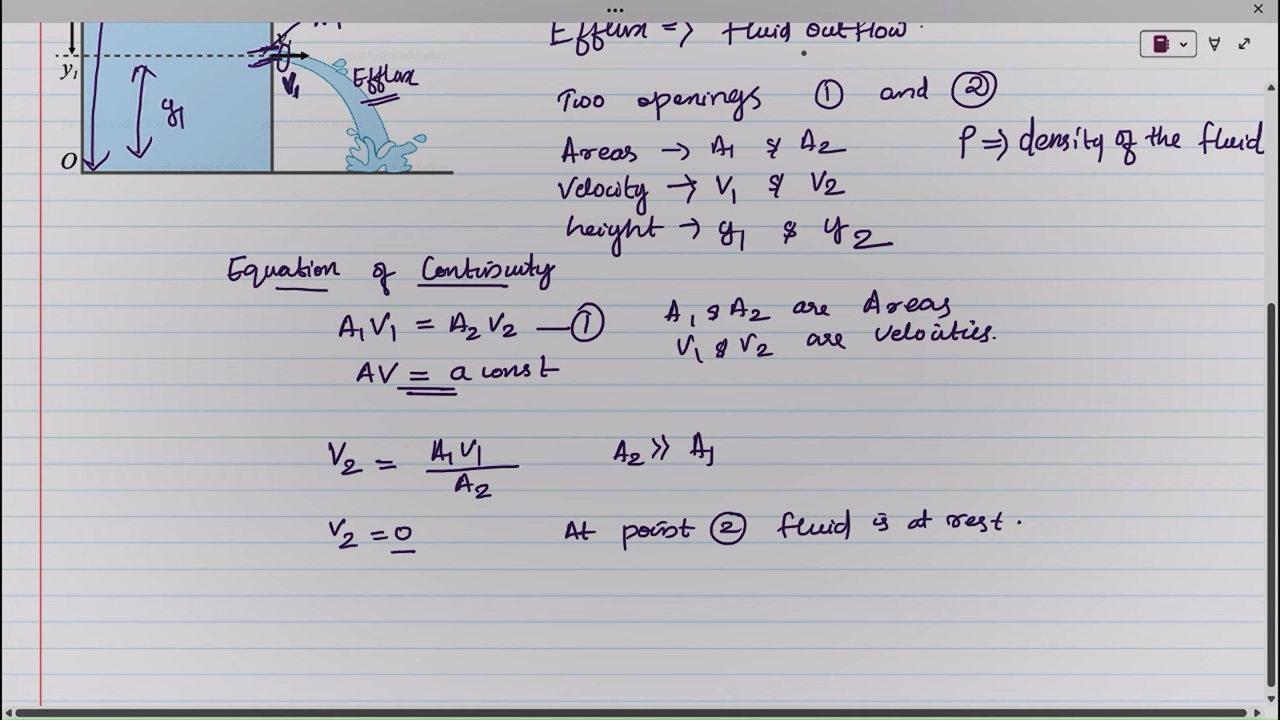 Efflux => fluid outflow.
y₁
y₁
V₁
Efflux
O
Two openings ① and ②
Areas → A₁ & A₂
ρ => density of the fluid
Velocity → V₁ & V₂
height → y₁ & y₂
Equation of Continuity
A₁V₁ = A₂V₂ — ①
A₁ & A₂ are Areas
V₁ & V₂ are velocities.
AV = a const
V₂ = A₁V₁ / A₂
A₂ >> A₁
V₂ = 0
At point ② fluid is at rest.